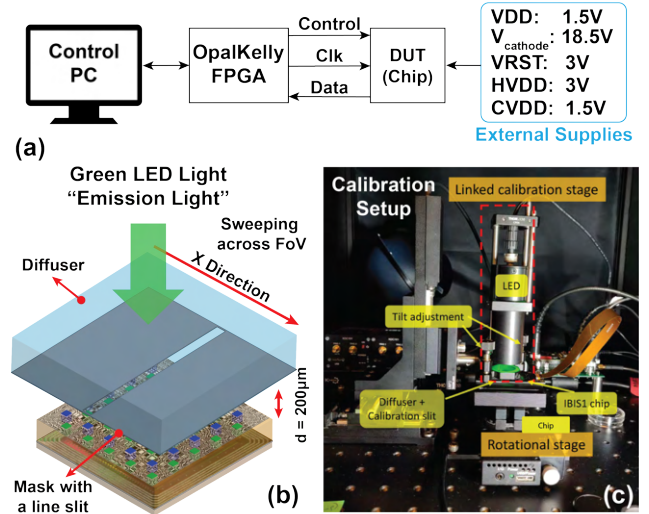 Control
PC
OpalKelly
FPGA
Control
Clk
Data
DUT
(Chip)
VDD: 1.5V
Vcathode: 18.5V
VRST: 3V
HVDD: 3V
CVDD: 1.5V
External Supplies
(a)
Green LED Light
“Emission Light”
Sweeping
across FoV
X Direction
Diffuser
d = 200µm
Mask with
a line slit
(b)
Calibration
Setup
Linked calibration stage
LED
Tilt adjustment
Diffuser +
Calibration slit
IBIS1 chip
Chip
Rotational stage
(c)